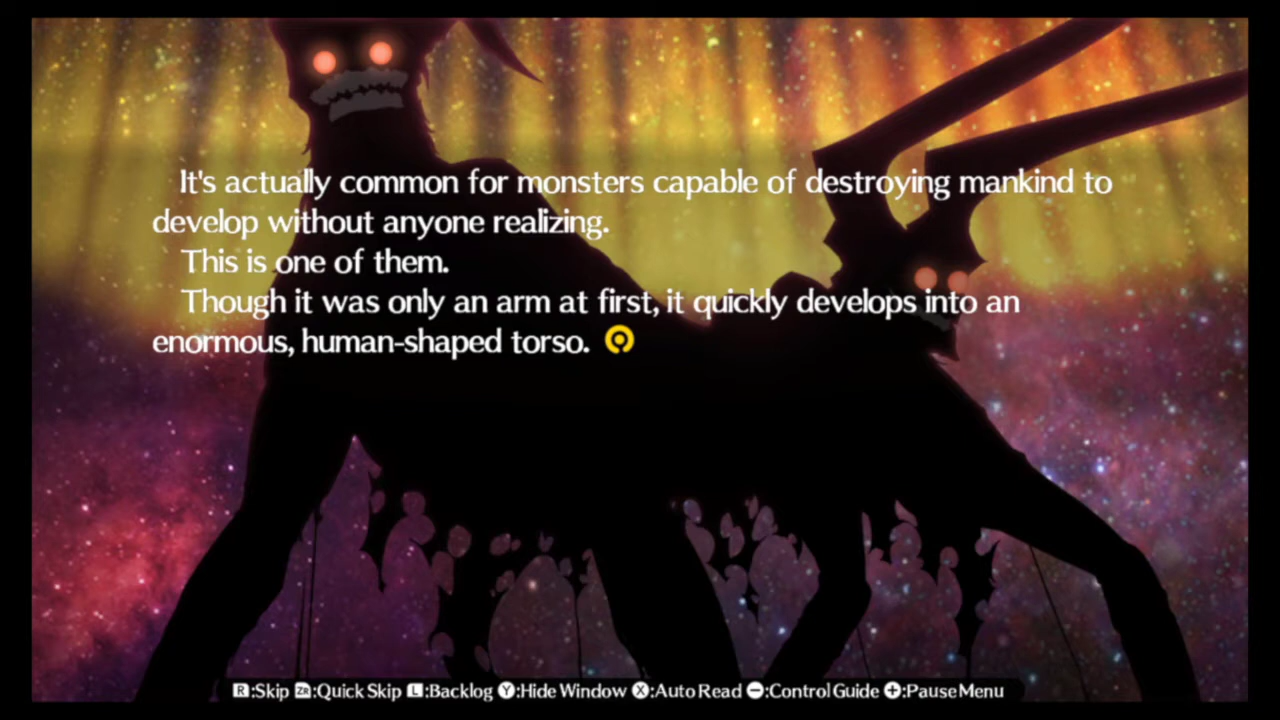 It's actually common for monsters capable of destroying mankind to
develop without anyone realizing.
This is one of them.
Though it was only an arm at first, it quickly develops into an
enormous, human-shaped torso.
R:Skip ZR:Quick Skip L:Backlog Y:Hide Window X:Auto Read -:Control Guide +:Pause Menu